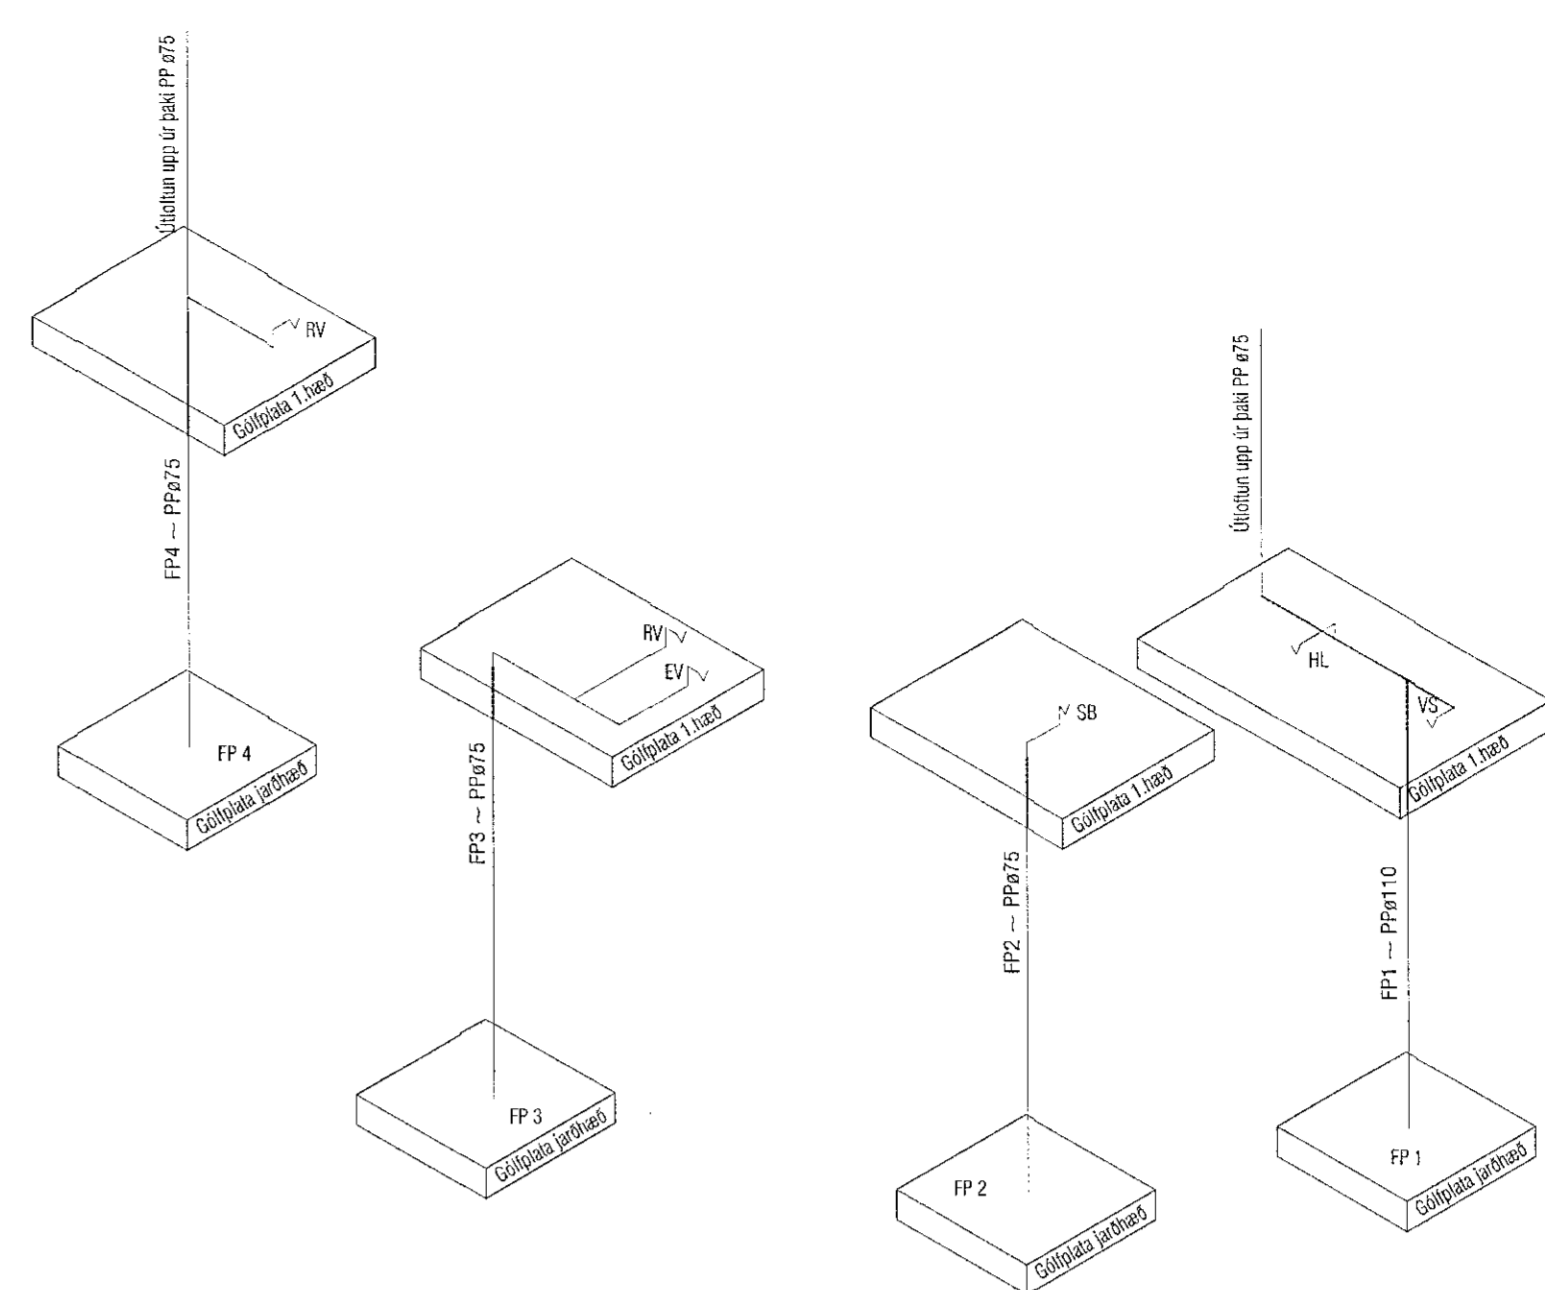 Útloftun upp úr þaki PP ø75
RV
Gólfplata 1.hæð
FP4 ~ PPø75
FP 4
Gólfplata jarðhæð
RV
EV
Gólfplata 1.hæð
FP3 ~ PPø75
FP 3
Gólfplata jarðhæð
SB
Gólfplata 1.hæð
FP2 ~ PPø75
FP 2
Gólfplata jarðhæð
Útloftun upp úr þaki PP ø75
HL
VS
Gólfplata 1.hæð
FP1 ~ PPø110
FP 1
Gólfplata jarðhæð